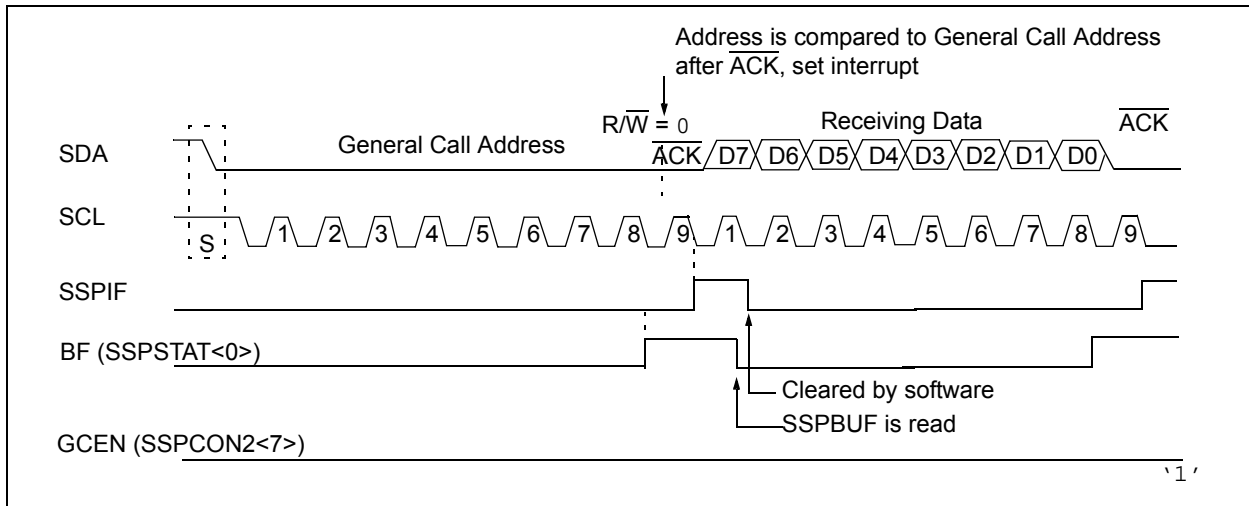 Address is compared to General Call Address
after ACK, set interrupt
R/W = 0
Receiving Data
ACK
SDA
General Call Address
ACK
D7 D6 D5 D4 D3 D2 D1 D0
SCL
S
1 2 3 4 5 6 7 8 9 1 2 3 4 5 6 7 8 9
SSPIF
BF (SSPSTAT<0>)
Cleared by software
SSPBUF is read
GCEN (SSPCON2<7>)
‘1’